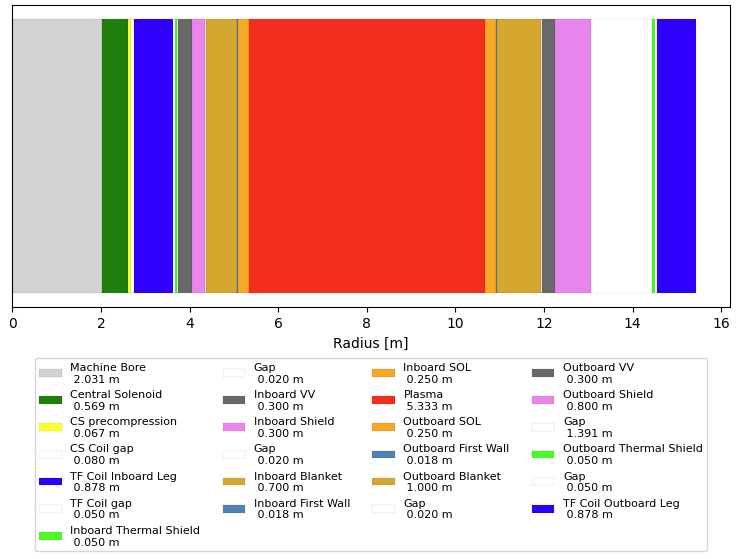 0 2 4 6 8 10 12 14 16
Radius [m]
Machine Bore
2.031 m
Central Solenoid
0.569 m
CS precompression
0.067 m
CS Coil gap
0.080 m
TF Coil Inboard Leg
0.878 m
TF Coil gap
0.050 m
Inboard Thermal Shield
0.050 m
Gap
0.020 m
Inboard VV
0.300 m
Inboard Shield
0.300 m
Gap
0.020 m
Inboard Blanket
0.700 m
Inboard First Wall
0.018 m
Inboard SOL
0.250 m
Plasma
5.333 m
Outboard SOL
0.250 m
Outboard First Wall
0.018 m
Outboard Blanket
1.000 m
Gap
0.020 m
Outboard VV
0.300 m
Outboard Shield
0.800 m
Gap
1.391 m
Outboard Thermal Shield
0.050 m
Gap
0.050 m
TF Coil Outboard Leg
0.878 m